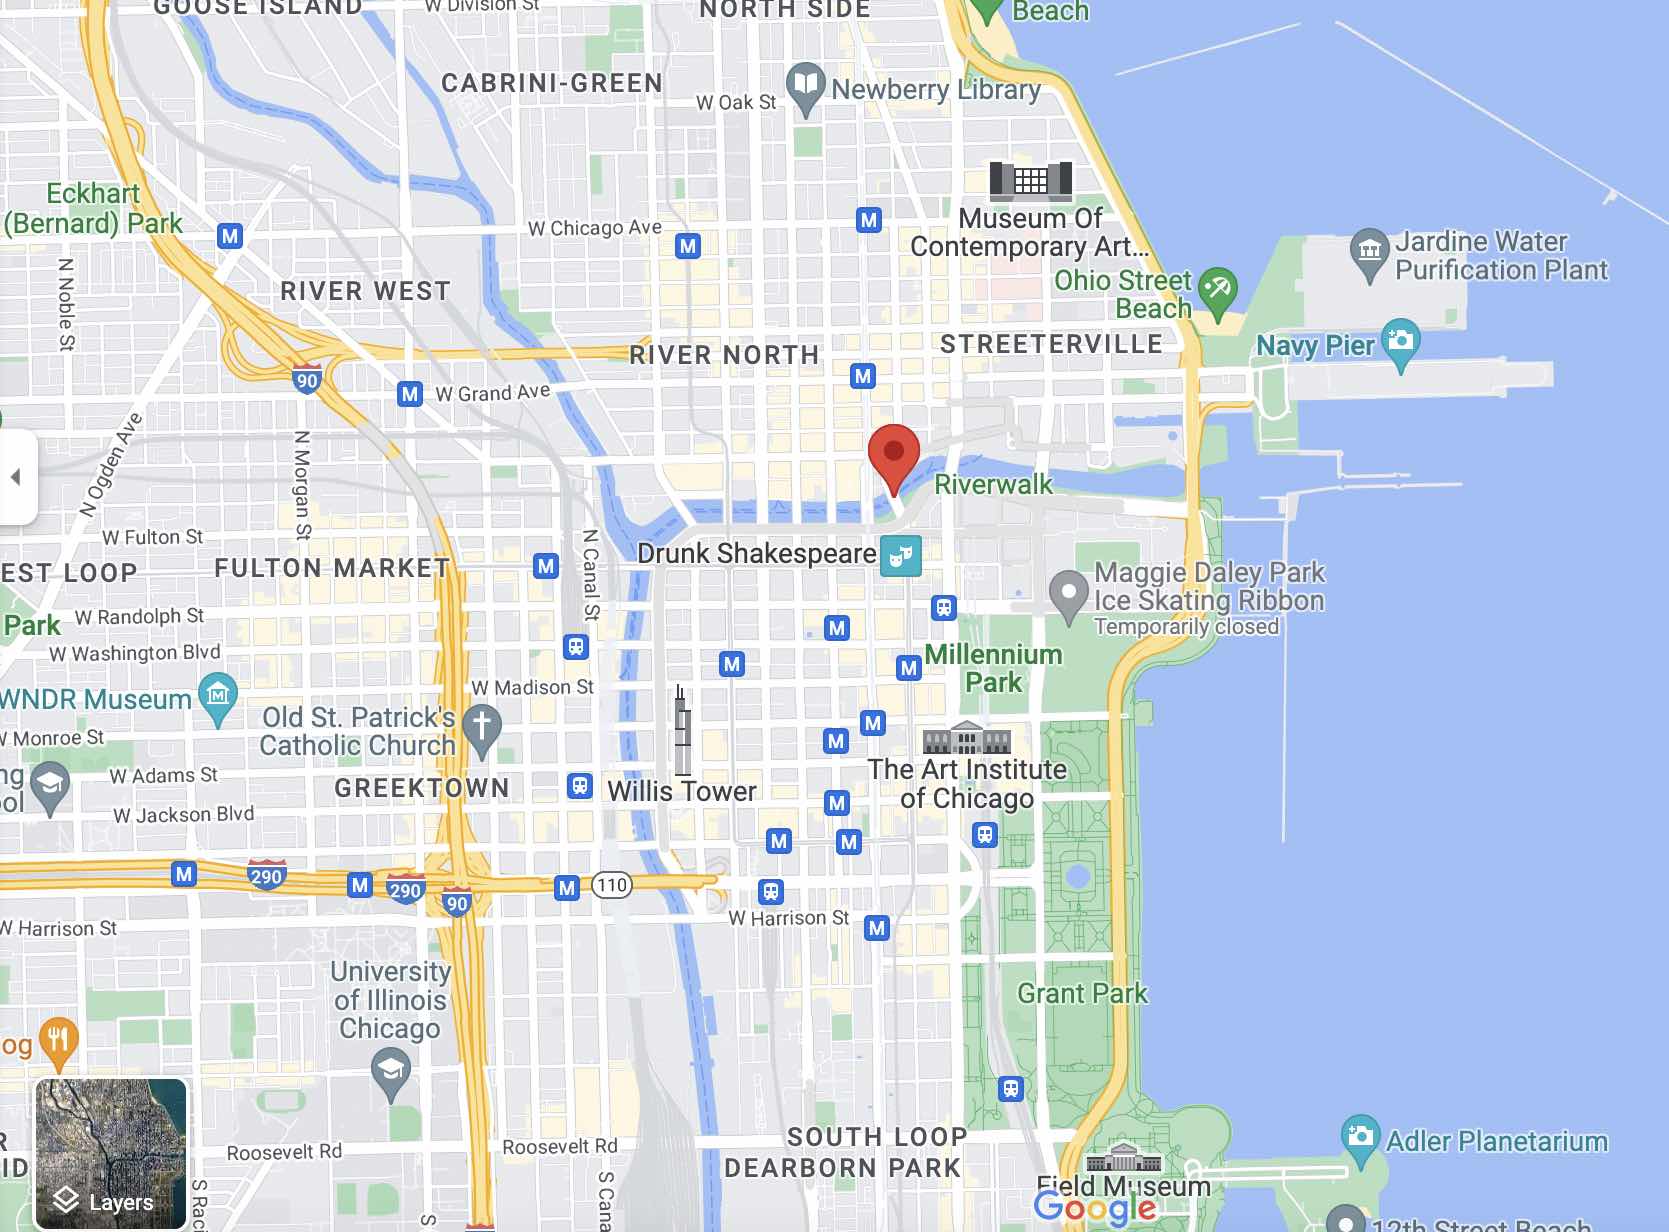 GOOSE ISLAND
W Division St
NORTH SIDE
Beach
CABRINI-GREEN
W Oak St
Newberry Library
Eckhart
(Bernard) Park
M
W Chicago Ave
M
M
Museum Of
Contemporary Art...
Jardine Water
Purification Plant
N Noble St
RIVER WEST
Ohio Street
Beach
RIVER NORTH
STREETERVILLE
Navy Pier
90
M
W Grand Ave
M
N Ogden Ave
N Morgan St
Riverwalk
W Fulton St
N Canal St
Drunk Shakespeare
EST LOOP
FULTON MARKET
M
Maggie Daley Park
Ice Skating Ribbon
Temporarily closed
Park
W Randolph St
M
W Washington Blvd
M
M
Millennium
Park
WNDR Museum
W Madison St
Old St. Patrick's
Catholic Church
W Monroe St
M
M
ng
ool
W Adams St
GREEKTOWN
Willis Tower
The Art Institute
of Chicago
W Jackson Blvd
M
M
M
M
290
M
290
90
M
110
W Harrison St
W Harrison St
M
University
of Illinois
Chicago
Grant Park
og
Roosevelt Rd
Roosevelt Rd
SOUTH LOOP
DEARBORN PARK
Adler Planetarium
R
ID
Layers
S Raci
S
S Cana
Field Museum
Google
12th Street Beach